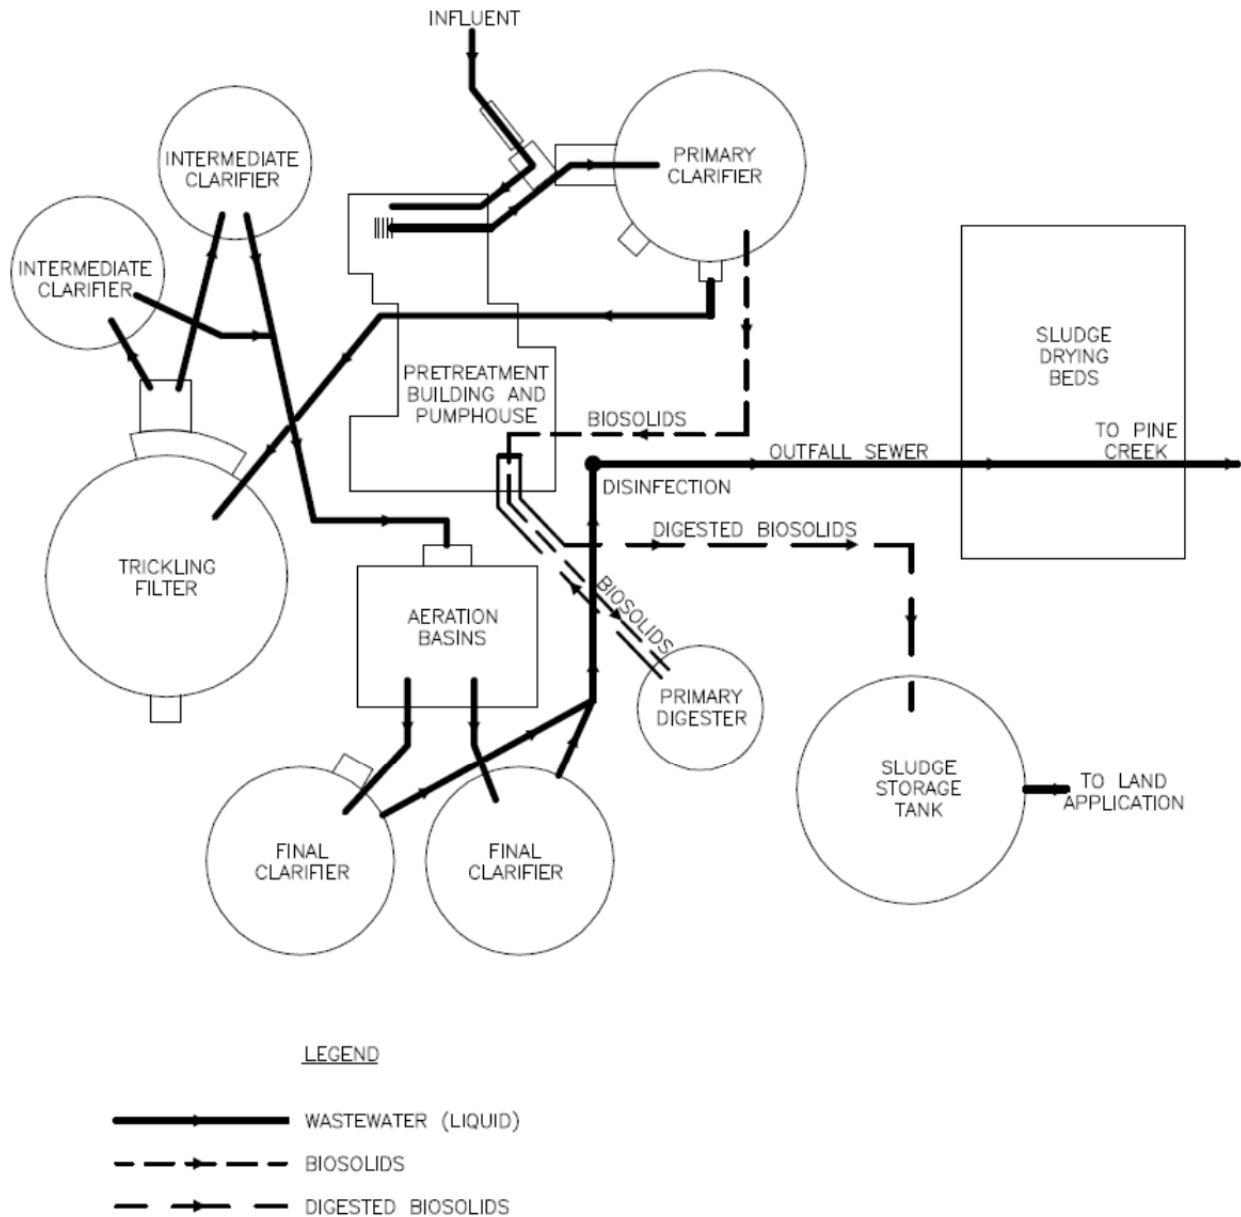 INFLUENT
INTERMEDIATE
CLARIFIER
PRIMARY
CLARIFIER
INTERMEDIATE
CLARIFIER
SLUDGE
DRYING
BEDS
PRETREATMENT
BUILDING AND
PUMPHOUSE
BIOSOLIDS
TO PINE
CREEK
OUTFALL SEWER
DISINFECTION
DIGESTED BIOSOLIDS
TRICKLING
FILTER
BIOSOLIDS
AERATION
BASINS
PRIMARY
DIGESTER
SLUDGE
STORAGE
TANK
TO LAND
APPLICATION
FINAL
CLARIFIER
FINAL
CLARIFIER
LEGEND
WASTEWATER (LIQUID)
BIOSOLIDS
DIGESTED BIOSOLIDS